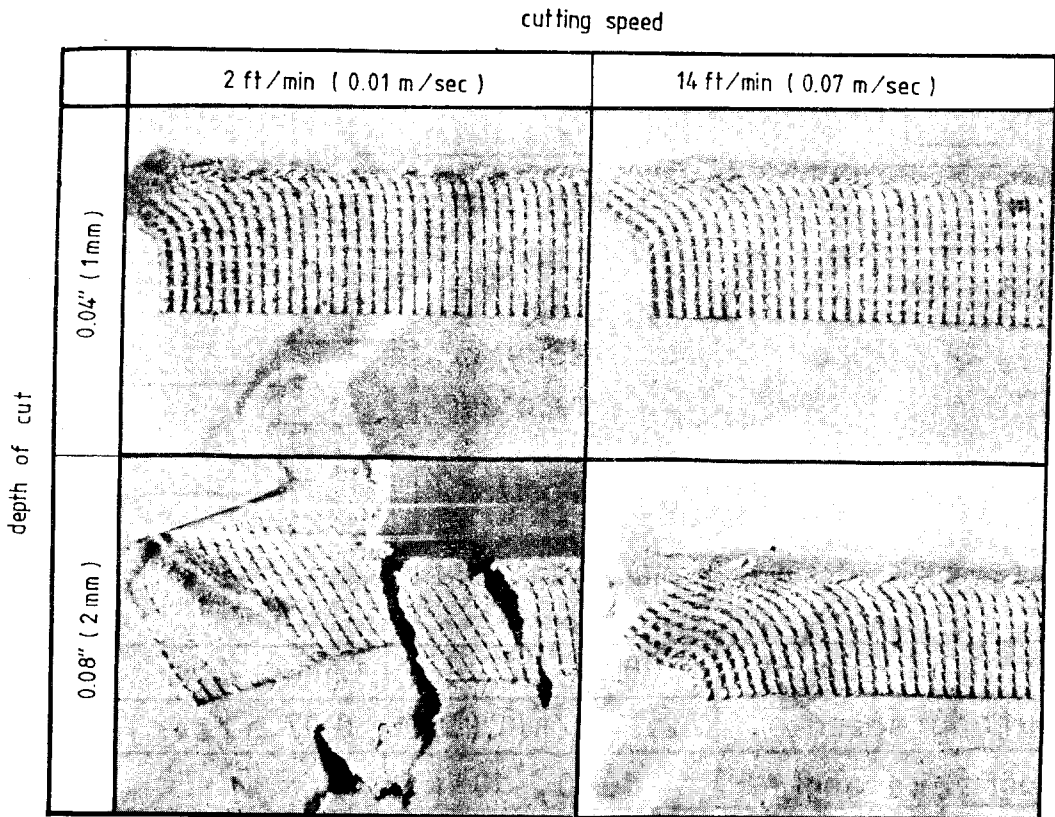 cutting speed
2 ft/min ( 0.01 m/sec )
14 ft/min ( 0.07 m/sec )
depth of cut
0.04" (1mm)
0.08" ( 2 mm )